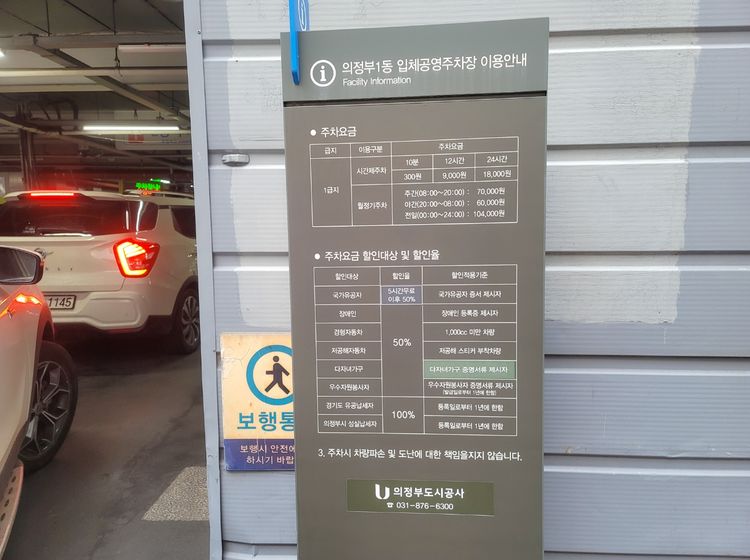 의정부1동 입체공영주차장 이용안내
Facility Information
● 주차요금
급지 이용구분 주차요금
1급지 시간제주차 10분 12시간 24시간
300원 9,000원 18,000원
월정기주차 주간(08:00~20:00) : 70,000원
야간(20:00~08:00) : 60,000원
전일(00:00~24:00) : 104,000원
● 주차요금 할인대상 및 할인율
할인대상 할인율 할인적용기준
국가유공자 5시간무료 이후 50% 국가유공자 증서 제시자
장애인 50% 장애인 등록증 제시자
경형자동차 1,000cc 미만 차량
저공해자동차 저공해 스티커 부착차량
다자녀가구 다자녀가구 증명서류 제시자
우수자원봉사자 우수자원봉사자 증명서류 제시자
(발급일로부터 1년에 한함)
경기도 유공납세자 100% 등록일로부터 1년에 한함
의정부시 성실납세자 등록일로부터 1년에 한함
3. 주차시 차량파손 및 도난에 대한 책임을지지 않습니다.
의정부도시공사
☎ 031-876-6300
보행통
보행시 안전에
하시기 바랍
1145